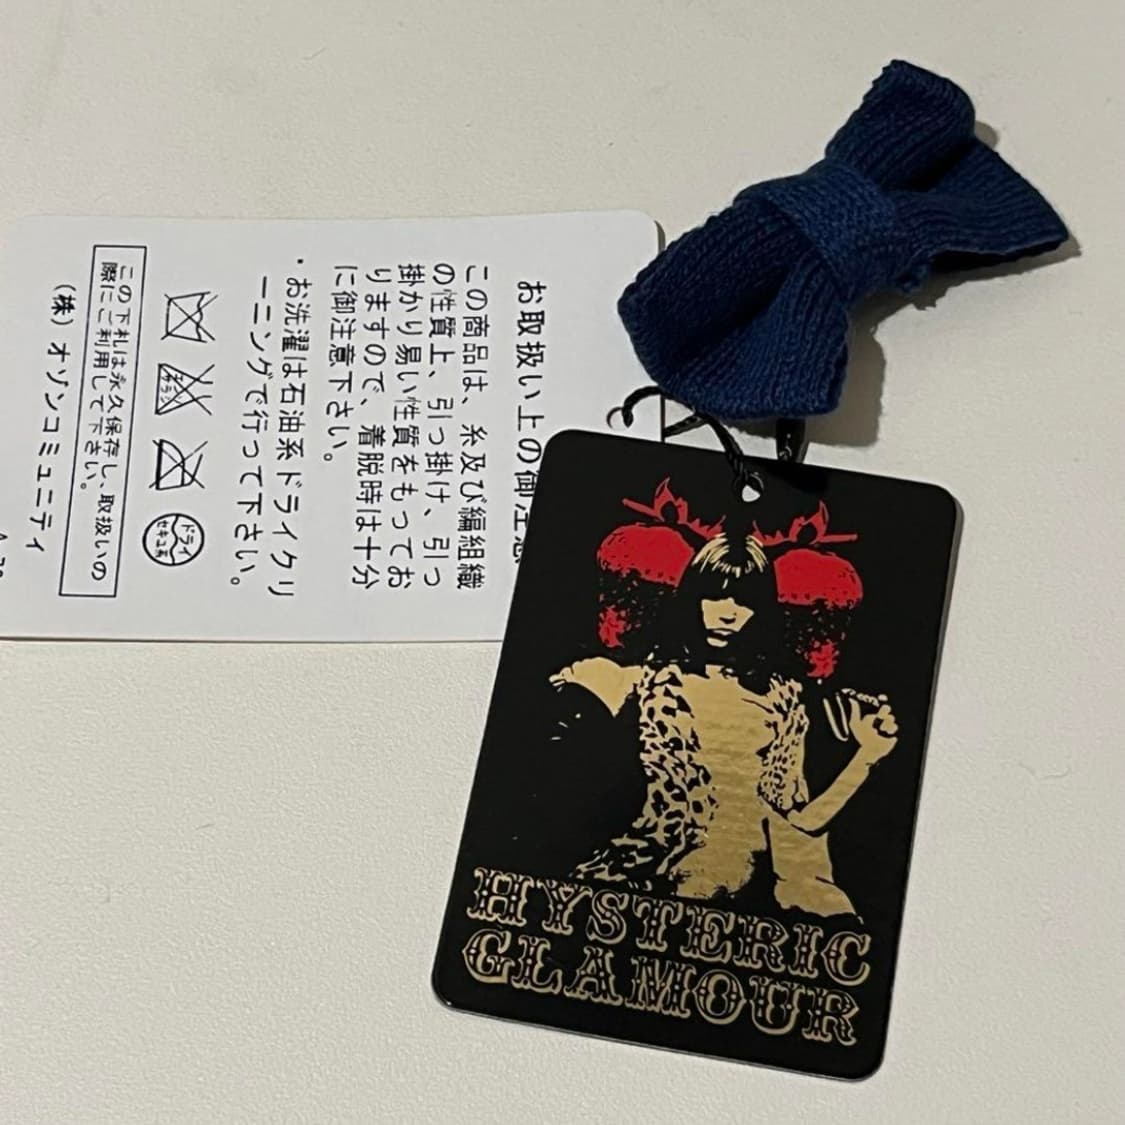 お取扱い上の御注意
この商品は、糸及び編組織
の性質上、引っ掛け、引っ
掛かり易い性質をもってお
りますので、着脱時は十分
に御注意下さい。
・お洗濯は石油系ドライクリ
ーニングで行って下さい。
ドライ
セキユ系
この下札は永久保存し、取扱いの
際にご利用して下さい。
(株)オゾンコミュニティ
HYSTERIC
GLAMOUR